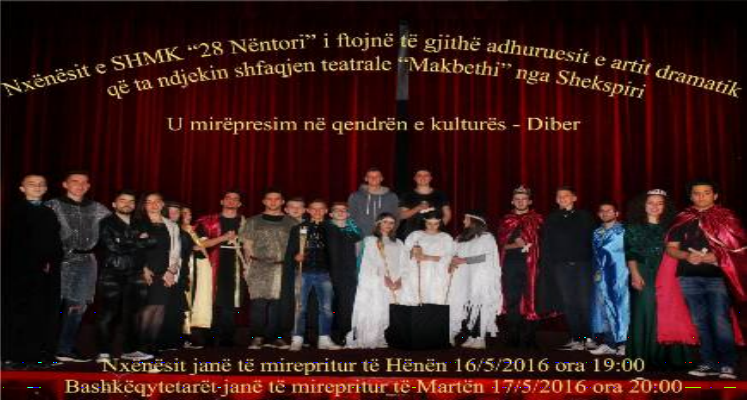 Nxënësit e SHMK “28 Nëntori” i ftojnë të gjithë adhuruesit e artit dramatik
që ta ndjekin shfaqjen teatrale “Makbethi” nga Shekspiri
U mirëpresim në qendrën e kulturës - Diber
Nxënësit janë të mirepritur të Hënën 16/5/2016 ora 19:00
Bashkëqytetarët janë të mirepritur të Martën 17/5/2016 ora 20:00